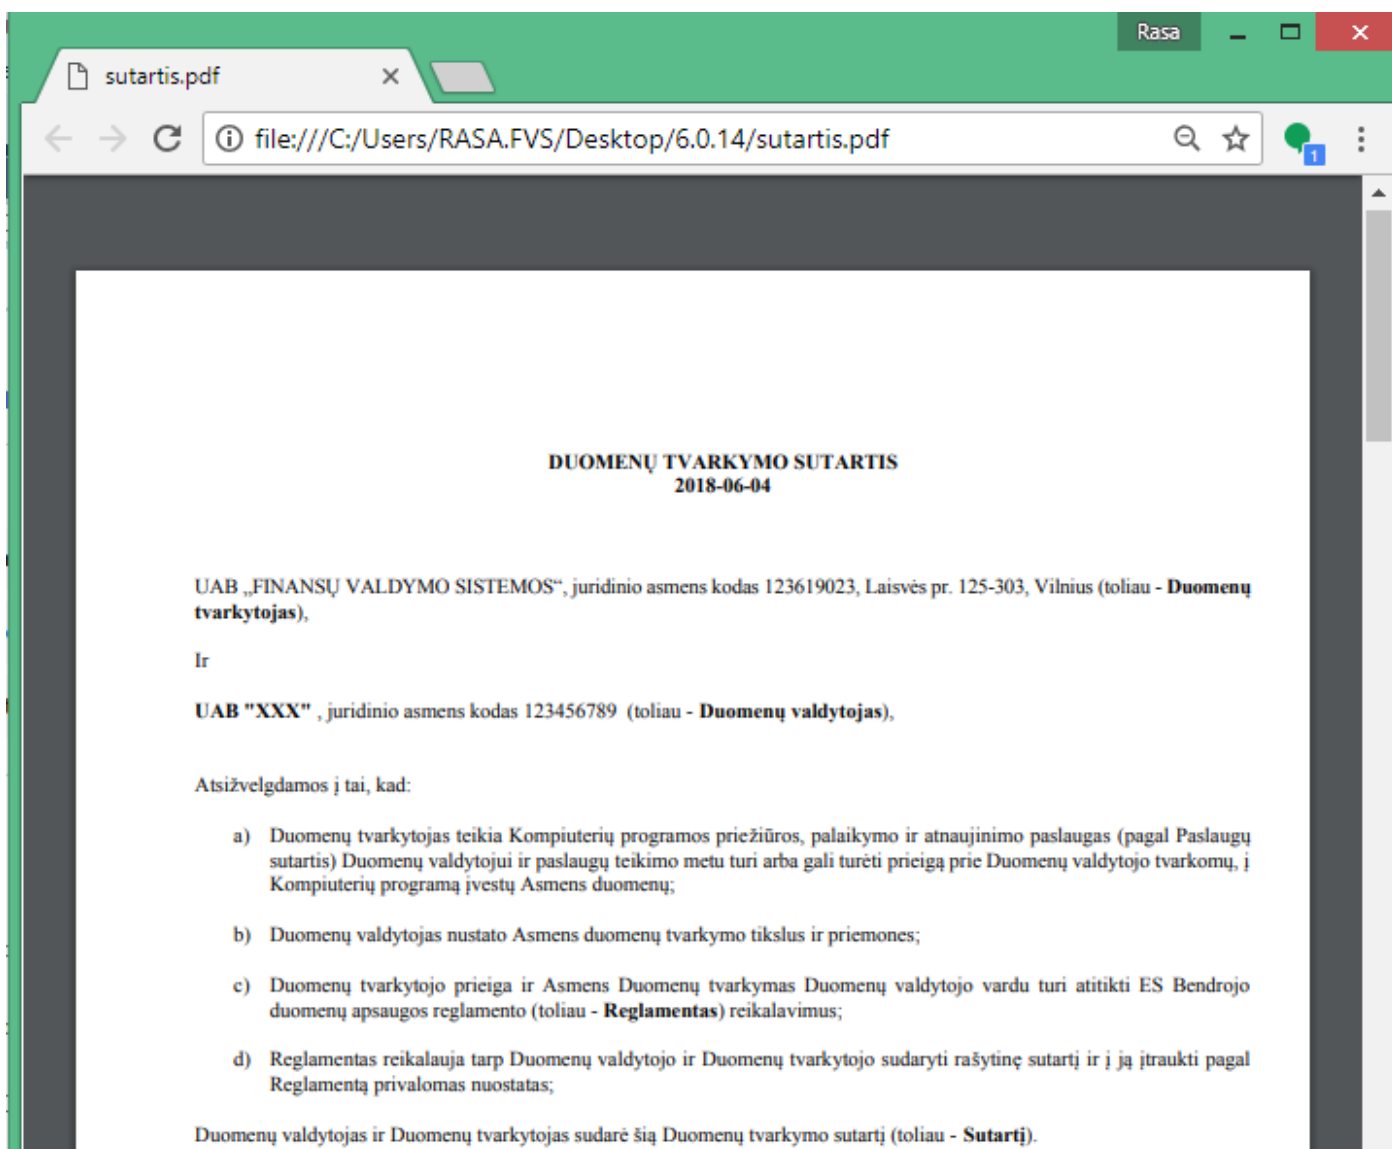 Rasa
sutartis.pdf
file:///C:/Users/RASA.FVS/Desktop/6.0.14/sutartis.pdf
1
DUOMENŲ TVARKYMO SUTARTIS
2018-06-04
UAB „FINANSŲ VALDYMO SISTEMOS“, juridinio asmens kodas 123619023, Laisvės pr. 125-303, Vilnius (toliau - Duomenų
tvarkytojas),
Ir
UAB "XXX" , juridinio asmens kodas 123456789 (toliau - Duomenų valdytojas),
Atsižvelgdamos į tai, kad:
a) Duomenų tvarkytojas teikia Kompiuterių programos priežiūros, palaikymo ir atnaujinimo paslaugas (pagal Paslaugų
sutartis) Duomenų valdytojui ir paslaugų teikimo metu turi arba gali turėti prieigą prie Duomenų valdytojo tvarkomų, į
Kompiuterių programą įvestų Asmens duomenų;
b) Duomenų valdytojas nustato Asmens duomenų tvarkymo tikslus ir priemones;
c) Duomenų tvarkytojo prieiga ir Asmens Duomenų tvarkymas Duomenų valdytojo vardu turi atitikti ES Bendrojo
duomenų apsaugos reglamento (toliau - Reglamentas) reikalavimus;
d) Reglamentas reikalauja tarp Duomenų valdytojo ir Duomenų tvarkytojo sudaryti rašytinę sutartį ir į ją įtraukti pagal
Reglamentą privalomas nuostatas;
Duomenų valdytojas ir Duomenų tvarkytojas sudarė šią Duomenų tvarkymo sutartį (toliau - Sutartį).